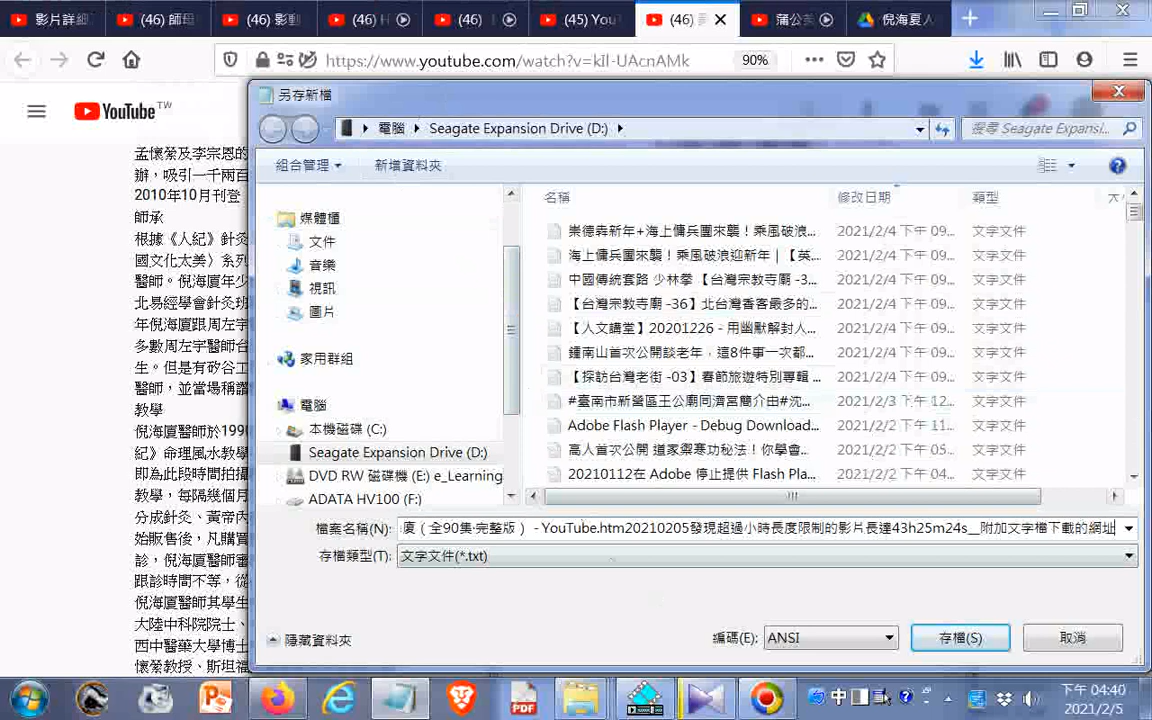 影片詳細
(46) 師母
(46) 影動
(46) H
(46)
(45) You
(46)
蒲公英
倪海夏人
https://www.youtube.com/watch?v=kiI-UAcnAMk
90%
YouTube TW
孟懷縈及李宗恩的
辦，吸引一千兩百
2010年10月刊登
師承
根據《人紀》針灸
國文化太美〉系列
醫師。倪海廈年少
北易經學會針灸班
年倪海廈跟周左宇
多數周左宇醫師台
生。但是有矽谷工
醫師，並當場稱讚
教學
倪海廈醫師於1990
紀》命理風水教學
即為此段時間拍攝
教學，每隔幾個月
分成針灸、黃帝內
始販售後，凡購買
診，倪海廈醫師會
跟診時間不等，從
倪海廈醫師其學生
大陸中科院院士、
西中醫藥大學博士
懷縈教授、斯坦福
另存新檔
電腦
Seagate Expansion Drive (D:)
搜尋 Seagate Expansi...
組合管理
新增資料夾
媒體櫃
文件
音樂
視訊
圖片
家用群組
電腦
本機磁碟 (C:)
Seagate Expansion Drive (D:)
DVD RW 磁碟機 (E:) e_Learning
ADATA HV100 (F:)
名稱 修改日期 類型 大
崇德犇新年+海上傭兵團來襲！乘風破浪... 2021/2/4 下午 09... 文字文件
海上傭兵團來襲！乘風破浪迎新年 | 【英... 2021/2/4 下午 09... 文字文件
中國傳統套路 少林拳 【台灣宗教寺廟 -3... 2021/2/4 下午 09... 文字文件
【台灣宗教寺廟 -36】北台灣香客最多的... 2021/2/4 下午 09... 文字文件
【人文講堂】20201226 - 用幽默解封人... 2021/2/4 下午 09... 文字文件
鍾南山首次公開談老年，這8件事一次都... 2021/2/4 下午 09... 文字文件
【採訪台灣老街 -03】春節旅遊特別專輯 ... 2021/2/4 下午 09... 文字文件
#臺南市新營區王公廟同濟宮簡介由#沈... 2021/2/3 下午 12... 文字文件
Adobe Flash Player - Debug Download... 2021/2/2 下午 11... 文字文件
高人首次公開 道家禦寒功秘法！你學會... 2021/2/2 下午 09... 文字文件
20210112在 Adobe 停止提供 Flash Pla... 2021/2/2 下午 04... 文字文件
檔案名稱(N): 廈（全90集·完整版） - YouTube.htm20210205發現超過小時長度限制的影片長達43h25m24s__附加文字檔下載的網址
存檔類型(T): 文字文件(*.txt)
隱藏資料夾
編碼(E): ANSI
存檔(S)
取消
中
下午 04:40
2021/2/5